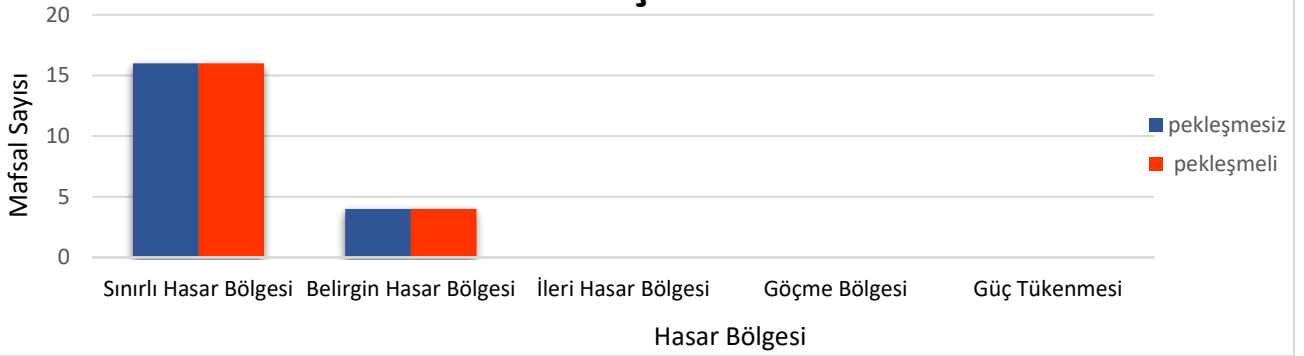 20
15
10
5
0
Mafsal Sayısı
Sınırlı Hasar Bölgesi Belirgin Hasar Bölgesi İleri Hasar Bölgesi Göçme Bölgesi Güç Tükenmesi
Hasar Bölgesi
pekleşmesiz
pekleşmeli